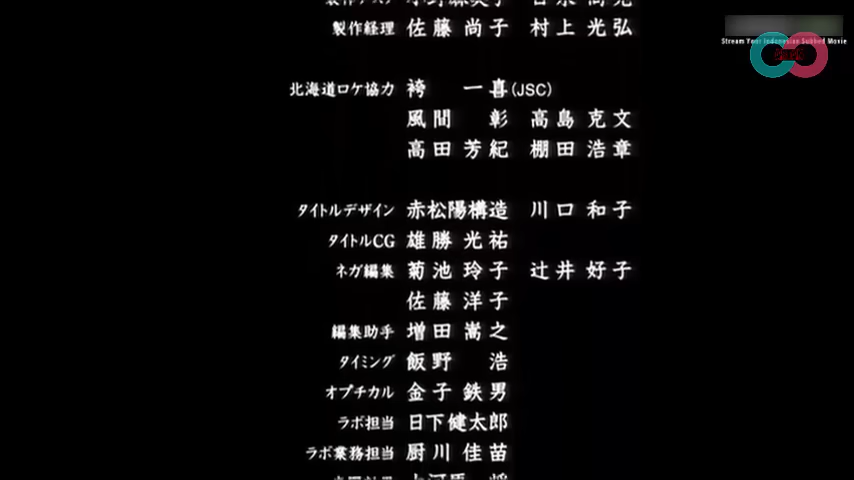 Stream Your Indonesian Subbed Movie
製作経理 佐藤 尚子 村上 光弘
北海道ロケ協力 袴 一喜(JSC)
風間 彰 高島 克文
高田 芳紀 棚田 浩章
タイトルデザイン 赤松陽構造 川口 和子
タイトルCG 雄勝 光祐
ネガ編集 菊池 玲子 辻井 好子
佐藤 洋子
編集助手 増田 嵩之
タイミング 飯野 浩
オプチカル 金子 鉄男
ラボ担当 日下健太郎
ラボ業務担当 厨川 佳苗